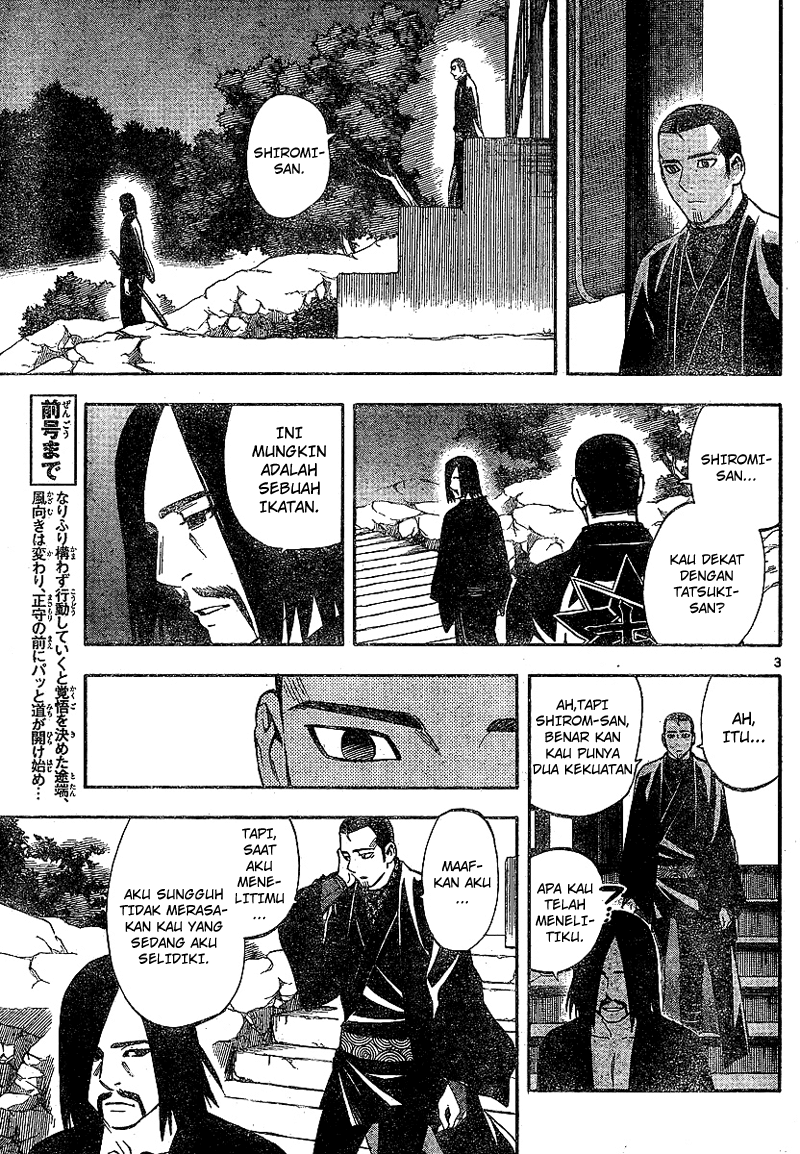 SHIROMI-
SAN.
SHIROMI-
SAN...
KAU DEKAT
DENGAN
TATSUKI-
SAN?
INI
MUNGKIN
ADALAH
SEBUAH
IKATAN.
前号まで
なりふり構わず行動していくと覚悟を決めた途端、
風向きは変わり、正守の前にパッと道が開け始め…
3
AH,
ITU...
AH,TAPI
SHIROM-SAN,
BENAR KAN
KAU PUNYA
DUA KEKUATAN
APA KAU
TELAH
MENELI-
TIKU.
MAAF-
KAN AKU
...
TAPI,
SAAT
AKU
MENE-
LITIMU
...
AKU SUNGGUH
TIDAK MERASA-
KAN KAU YANG
SEDANG AKU
SELIDIKI.